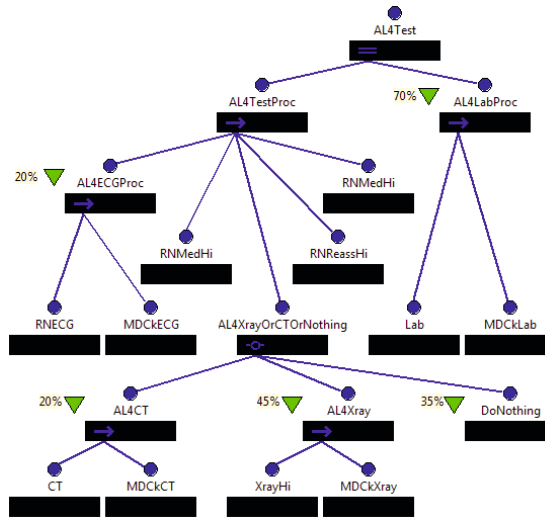 AL4Test
AL4TestProc
70%
AL4LabProc
20%
AL4ECGProc
RNMedHi
RNMedHi
RNReassHi
RNECG
MDCkECG
AL4XrayOrCTOrNothing
Lab
MDCkLab
20%
AL4CT
45%
AL4Xray
35%
DoNothing
CT
MDCkCT
XrayHi
MDCkXray